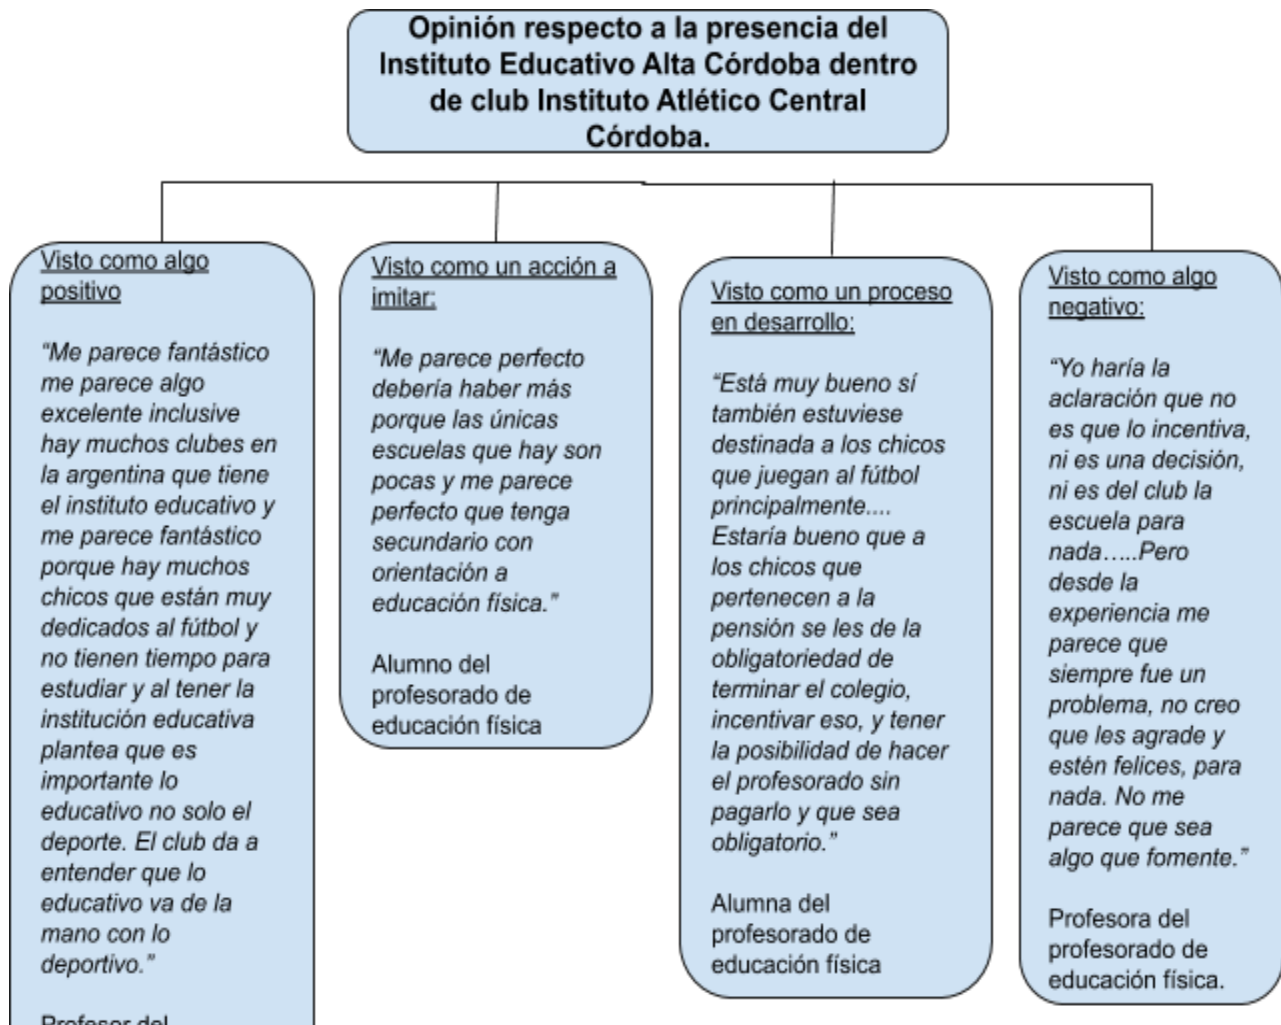 Opinión respecto a la presencia del
Instituto Educativo Alta Córdoba dentro
de club Instituto Atlético Central
Córdoba.
Visto como algo
positivo
“Me parece fantástico
me parece algo
excelente inclusive
hay muchos clubes en
la argentina que tiene
el instituto educativo y
me parece fantástico
porque hay muchos
chicos que están muy
dedicados al fútbol y
no tienen tiempo para
estudiar y al tener la
institución educativa
plantea que es
importante lo
educativo no solo el
deporte. El club da a
entender que lo
educativo va de la
mano con lo
deportivo.”
Profesor del
Visto como un acción a
imitar:
“Me parece perfecto
debería haber más
porque las únicas
escuelas que hay son
pocas y me parece
perfecto que tenga
secundario con
orientación a
educación física.”
Alumno del
profesorado de
educación física
Visto como un proceso
en desarrollo:
“Está muy bueno sí
también estuviese
destinada a los chicos
que juegan al fútbol
principalmente....
Estaría bueno que a
los chicos que
pertenecen a la
pensión se les de la
obligatoriedad de
terminar el colegio,
incentivar eso, y tener
la posibilidad de hacer
el profesorado sin
pagarlo y que sea
obligatorio.”
Alumna del
profesorado de
educación física
Visto como algo
negativo:
“Yo haría la
aclaración que no
es que lo incentiva,
ni es una decisión,
ni es del club la
escuela para
nada…..Pero
desde la
experiencia me
parece que
siempre fue un
problema, no creo
que les agrade y
estén felices, para
nada. No me
parece que sea
algo que fomente.”
Profesora del
profesorado de
educación física.